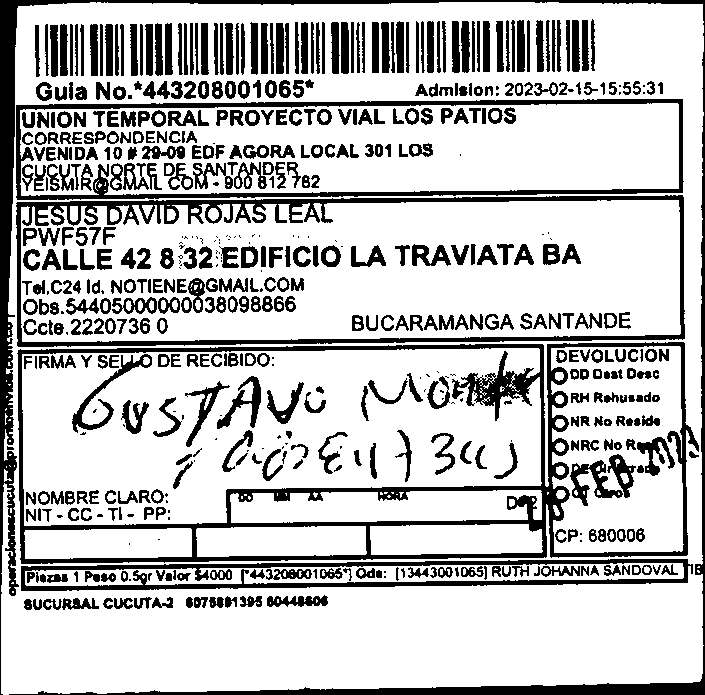 Guia No.*443208001065*
Admision: 2023-02-15-15:55:31
UNION TEMPORAL PROYECTO VIAL LOS PATIOS
CORRESPONDENCIA
AVENIDA 10 # 29-09 EDF AGORA LOCAL 301 LOS
CUCUTA NORTE DE SANTANDER
YEISMIR@GMAIL COM - 900 812 782
JESUS DAVID ROJAS LEAL
PWF57F
CALLE 42 8 32 EDIFICIO LA TRAVIATA BA
Tel.C24 Id. NOTIENE@GMAIL.COM
Obs.54405000000038098866
Ccte.2220736 0
BUCARAMANGA SANTANDE
FIRMA Y SELLO DE RECIBIDO:
GUSTAVO
NOMBRE CLARO:
NIT - CC - TI - PP:
DD MM AA HORA
DEVOLUCION
DD Dest Desc
RH Rehusado
NR No Reside
NRC No
FEB 2023
CP: 680006
Piezas 1 Peso 0.5gr Valor $4000 [*443208001065*] Ods: [13443001065] RUTH JOHANNA SANDOVAL TIB
SUCURSAL CUCUTA-2 6075891395 60448606